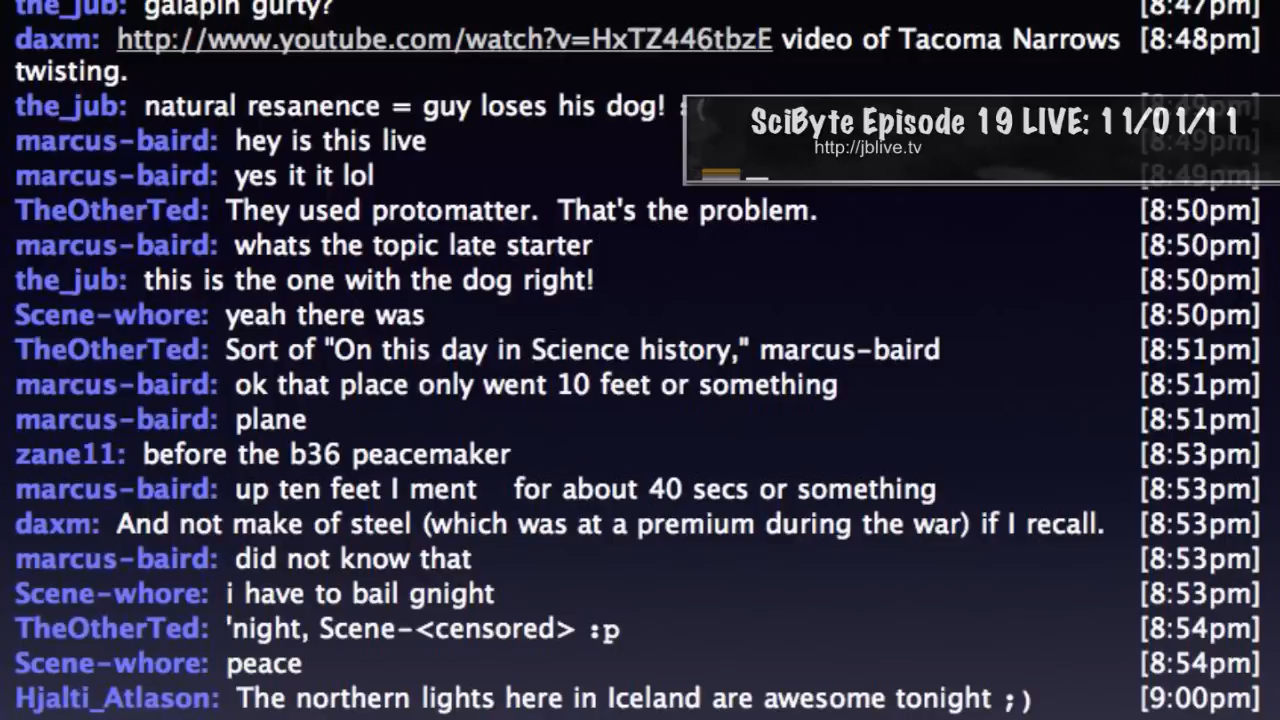 the_jub: galapin gurty? [8:47pm]
daxm: http://www.youtube.com/watch?v=HxTZ446tbzE video of Tacoma Narrows [8:48pm]
twisting.
the_jub: natural resanence = guy loses his dog! :( [8:49pm]
SciByte Episode 19 LIVE: 11/01/11
http://jblive.tv
marcus-baird: hey is this live [8:49pm]
marcus-baird: yes it it lol [8:49pm]
TheOtherTed: They used protomatter. That's the problem. [8:50pm]
marcus-baird: whats the topic late starter [8:50pm]
the_jub: this is the one with the dog right! [8:50pm]
Scene-whore: yeah there was [8:50pm]
TheOtherTed: Sort of "On this day in Science history," marcus-baird [8:51pm]
marcus-baird: ok that place only went 10 feet or something [8:51pm]
marcus-baird: plane [8:51pm]
zane11: before the b36 peacemaker [8:53pm]
marcus-baird: up ten feet I ment for about 40 secs or something [8:53pm]
daxm: And not make of steel (which was at a premium during the war) if I recall. [8:53pm]
marcus-baird: did not know that [8:53pm]
Scene-whore: i have to bail gnight [8:53pm]
TheOtherTed: 'night, Scene-<censored> :p [8:54pm]
Scene-whore: peace [8:54pm]
Hjalti_Atlason: The northern lights here in Iceland are awesome tonight ;) [9:00pm]